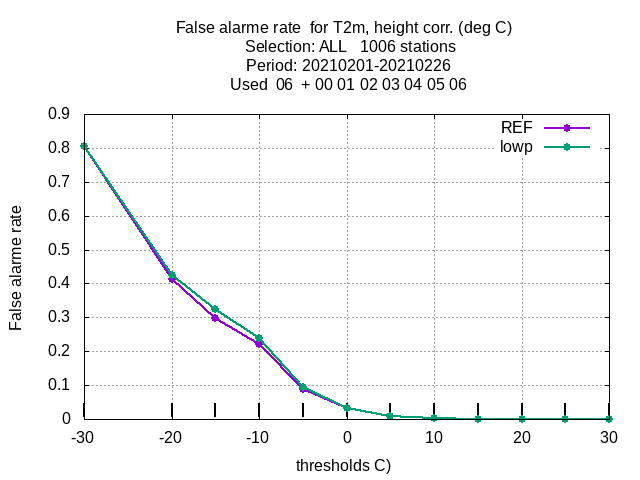 False alarme rate  for T2m, height corr. (deg C)
Selection: ALL   1006 stations
Period: 20210201-20210226
Used  06  + 00 01 02 03 04 05 06
REF
lowp
False alarme rate
0.9
0.8
0.7
0.6
0.5
0.4
0.3
0.2
0.1
0
-30
-20
-10
0
10
20
30
thresholds C)